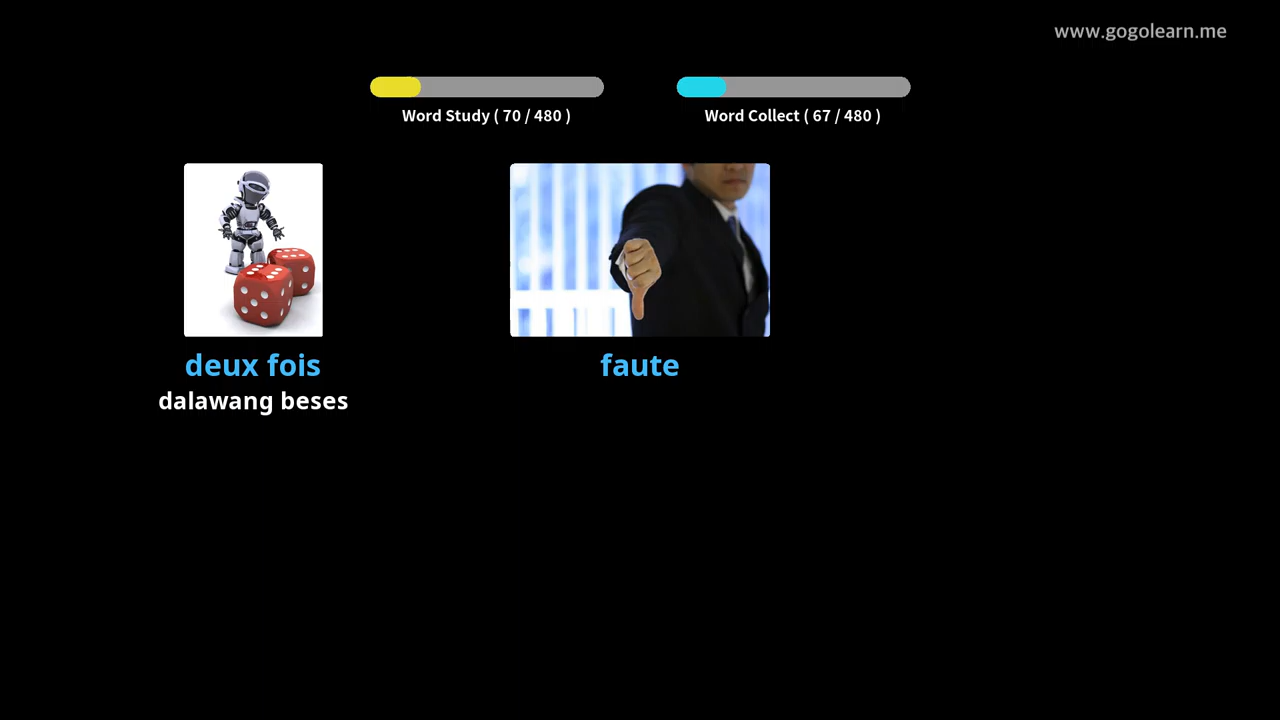 www.gogolearn.me
Word Study ( 70 / 480 )
Word Collect ( 67 / 480 )
deux fois
dalawang beses
faute